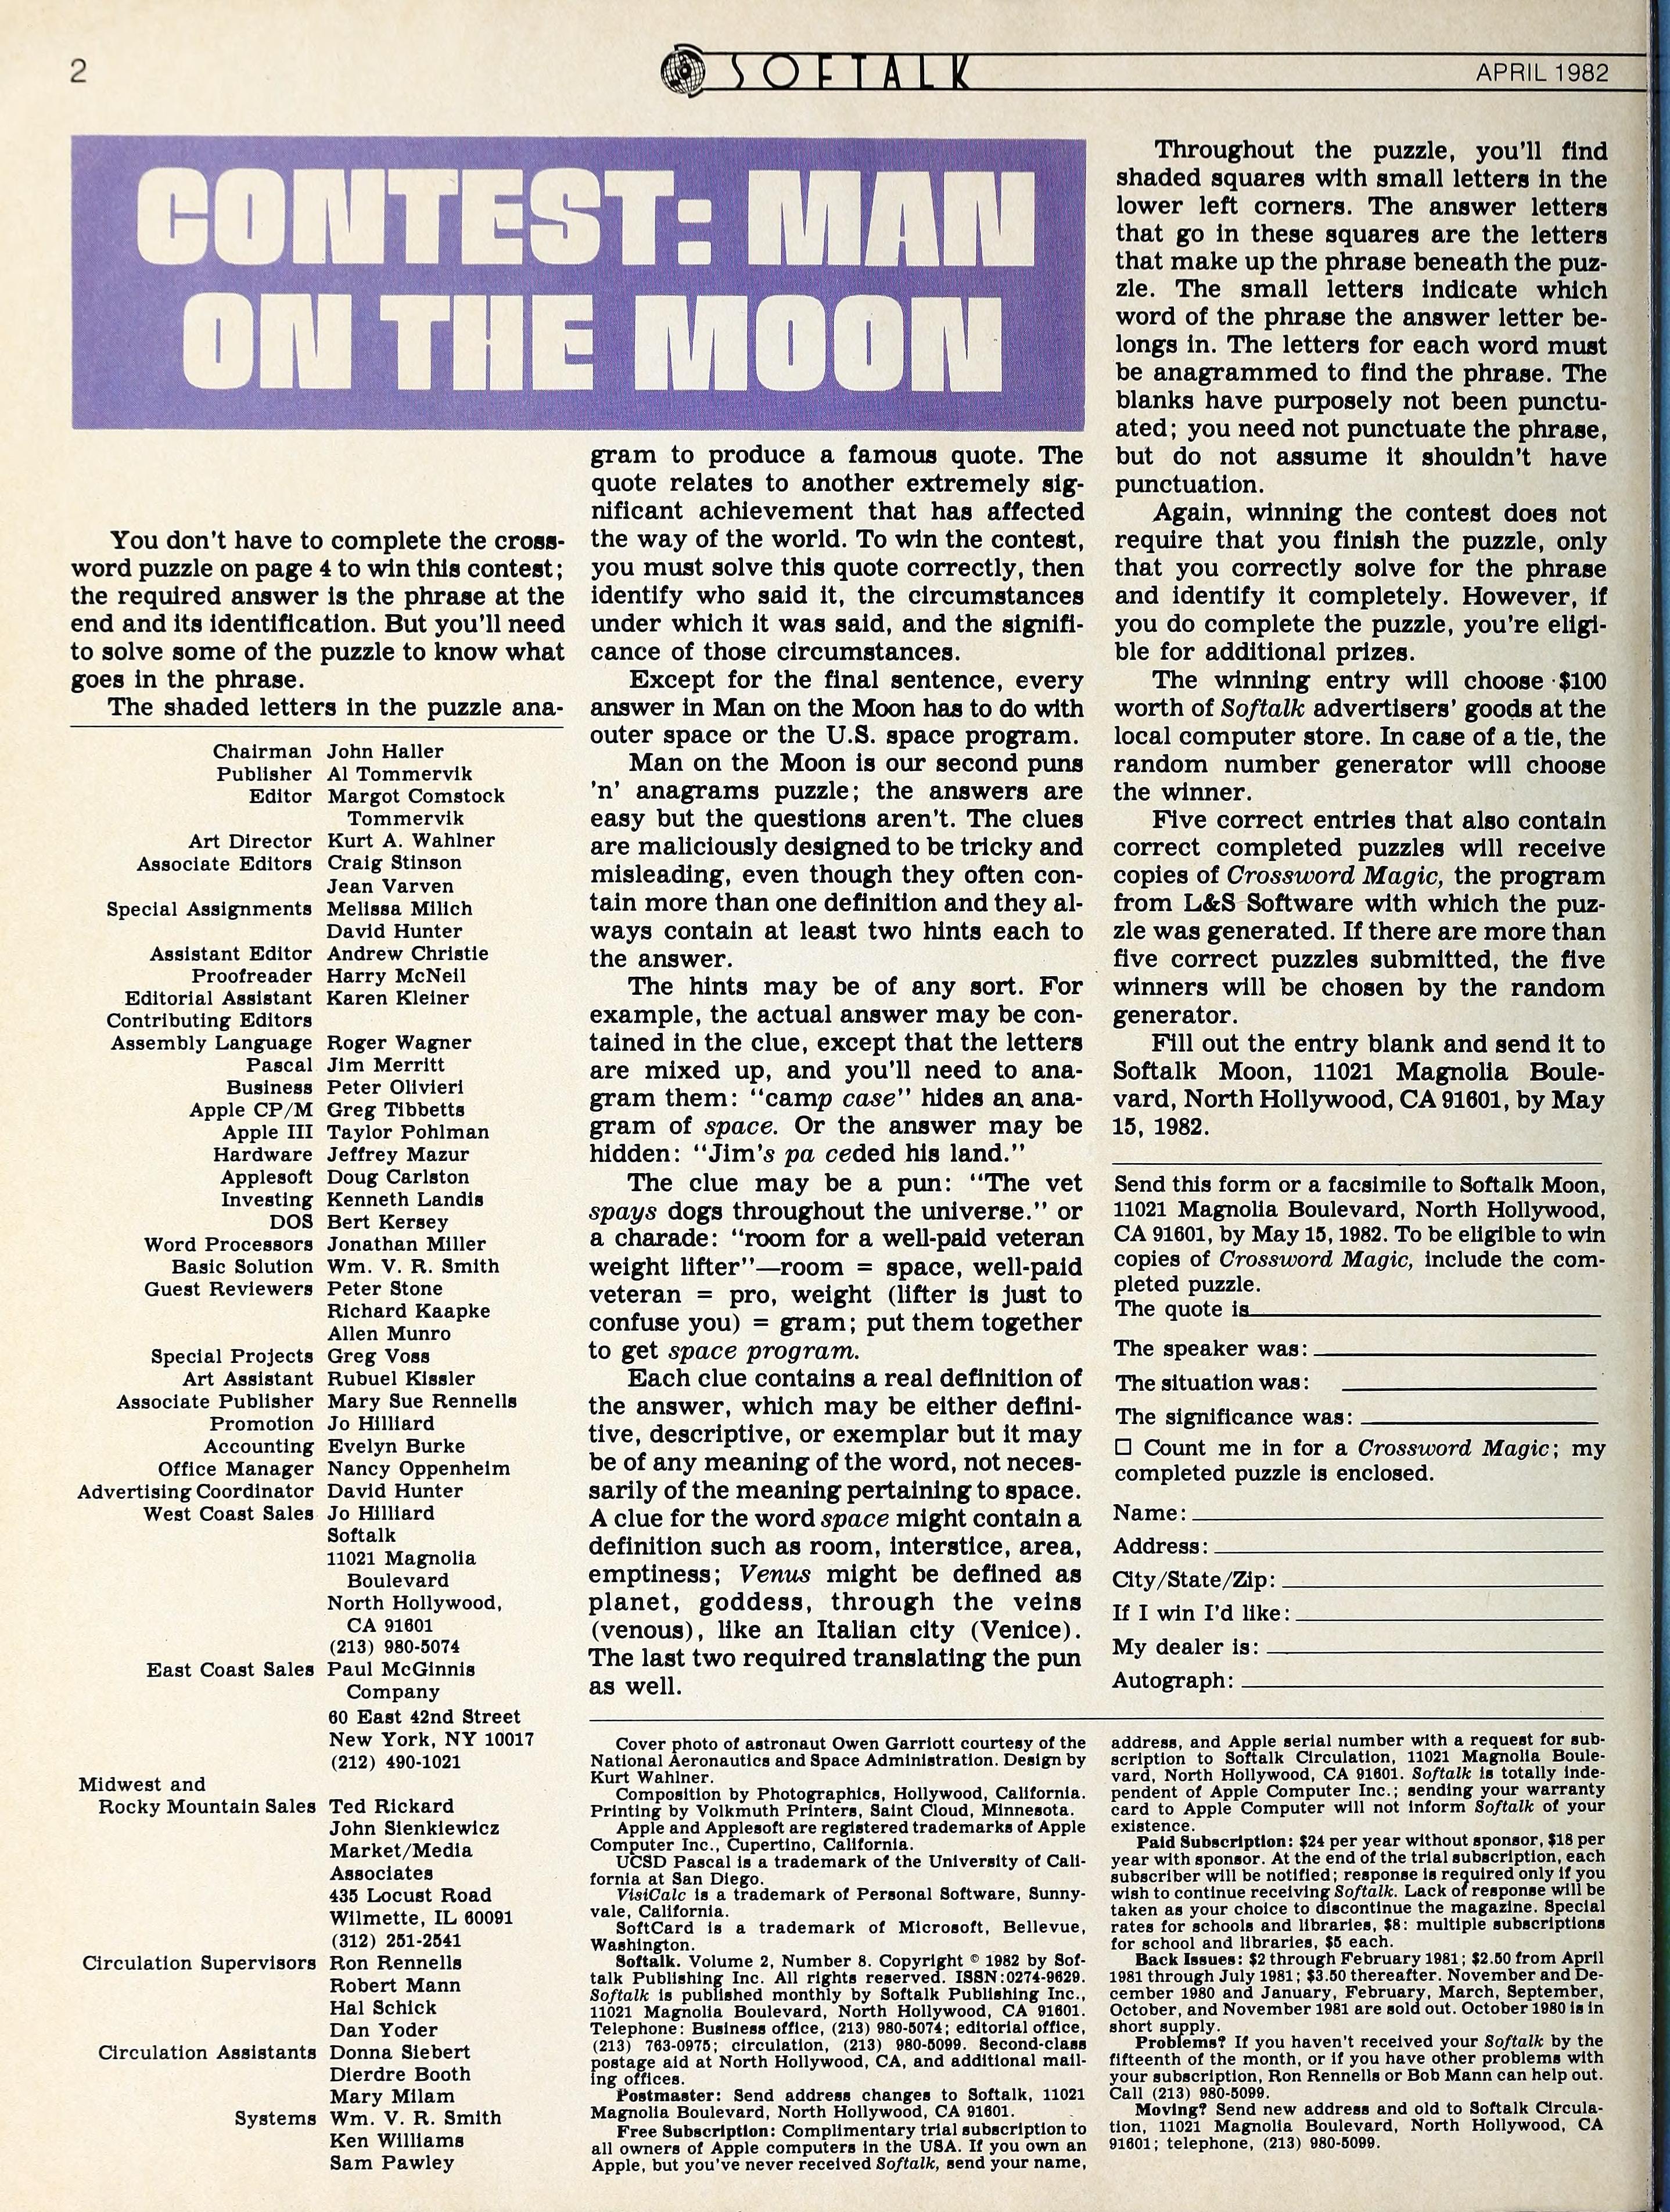 2
SOFTALK
APRIL 1982
CONTEST: MAN
ON THE MOON
You don't have to complete the cross-
word puzzle on page 4 to win this contest;
the required answer is the phrase at the
end and its identification. But you'll need
to solve some of the puzzle to know what
goes in the phrase.
The shaded letters in the puzzle ana-
gram to produce a famous quote. The
quote relates to another extremely sig-
nificant achievement that has affected
the way of the world. To win the contest,
you must solve this quote correctly, then
identify who said it, the circumstances
under which it was said, and the signifi-
cance of those circumstances.
Except for the final sentence, every
answer in Man on the Moon has to do with
outer space or the U.S. space program.
Man on the Moon is our second puns
'n' anagrams puzzle; the answers are
easy but the questions aren't. The clues
are maliciously designed to be tricky and
misleading, even though they often con-
tain more than one definition and they al-
ways contain at least two hints each to
the answer.
The hints may be of any sort. For
example, the actual answer may be con-
tained in the clue, except that the letters
are mixed up, and you'll need to ana-
gram them: "camp case" hides an ana-
gram of space. Or the answer may be
hidden: "Jim's pa ceded his land."
The clue may be a pun: "The vet
spays dogs throughout the universe." or
a charade: "room for a well-paid veteran
weight lifter"—room = space, well-paid
veteran = pro, weight (lifter is just to
confuse you) = gram; put them together
to get space program.
Each clue contains a real definition of
the answer, which may be either defini-
tive, descriptive, or exemplar but it may
be of any meaning of the word, not neces-
sarily of the meaning pertaining to space.
A clue for the word space might contain a
definition such as room, interstice, area,
emptiness; Venus might be defined as
planet, goddess, through the veins
(venous), like an Italian city (Venice).
The last two required translating the pun
as well.
Throughout the puzzle, you'll find
shaded squares with small letters in the
lower left corners. The answer letters
that go in these squares are the letters
that make up the phrase beneath the puz-
zle. The small letters indicate which
word of the phrase the answer letter be-
longs in. The letters for each word must
be anagrammed to find the phrase. The
blanks have purposely not been punctu-
ated; you need not punctuate the phrase,
but do not assume it shouldn't have
punctuation.
Again, winning the contest does not
require that you finish the puzzle, only
that you correctly solve for the phrase
and identify it completely. However, if
you do complete the puzzle, you're eligi-
ble for additional prizes.
The winning entry will choose $100
worth of Softalk advertisers' goods at the
local computer store. In case of a tie, the
random number generator will choose
the winner.
Five correct entries that also contain
correct completed puzzles will receive
copies of Crossword Magic, the program
from L&S Software with which the puz-
zle was generated. If there are more than
five correct puzzles submitted, the five
winners will be chosen by the random
generator.
Fill out the entry blank and send it to
Softalk Moon, 11021 Magnolia Boule-
vard, North Hollywood, CA 91601, by May
15, 1982.
Send this form or a facsimile to Softalk Moon,
11021 Magnolia Boulevard, North Hollywood,
CA 91601, by May 15, 1982. To be eligible to win
copies of Crossword Magic, include the com-
pleted puzzle.
The quote is
The speaker was:
The situation was:
The significance was:
☐ Count me in for a Crossword Magic; my
completed puzzle is enclosed.
Name:
Address:
City/State/Zip:
If I win I'd like:
My dealer is:
Autograph:
Chairman John Haller
Publisher Al Tommervik
Editor Margot Comstock
Tommervik
Art Director Kurt A. Wahlner
Associate Editors Craig Stinson
Jean Varven
Special Assignments Melissa Milich
David Hunter
Assistant Editor Andrew Christie
Proofreader Harry McNeil
Editorial Assistant Karen Kleiner
Contributing Editors
Assembly Language Roger Wagner
Pascal Jim Merritt
Business Peter Olivieri
Apple CP/M Greg Tibbetts
Apple III Taylor Pohlman
Hardware Jeffrey Mazur
Applesoft Doug Carlston
Investing Kenneth Landis
DOS Bert Kersey
Word Processors Jonathan Miller
Basic Solution Wm. V. R. Smith
Guest Reviewers Peter Stone
Richard Kaapke
Allen Munro
Special Projects Greg Voss
Art Assistant Rubuel Kissler
Associate Publisher Mary Sue Rennells
Promotion Jo Hilliard
Accounting Evelyn Burke
Office Manager Nancy Oppenheim
Advertising Coordinator David Hunter
West Coast Sales Jo Hilliard
Softalk
11021 Magnolia
Boulevard
North Hollywood,
CA 91601
(213) 980-5074
East Coast Sales Paul McGinnis
Company
60 East 42nd Street
New York, NY 10017
(212) 490-1021
Midwest and
Rocky Mountain Sales Ted Rickard
John Sienkiewicz
Market/Media
Associates
435 Locust Road
Wilmette, IL 60091
(312) 251-2541
Circulation Supervisors Ron Rennells
Robert Mann
Hal Schick
Dan Yoder
Circulation Assistants Donna Siebert
Dierdre Booth
Mary Milam
Systems Wm. V. R. Smith
Ken Williams
Sam Pawley
Cover photo of astronaut Owen Garriott courtesy of the
National Aeronautics and Space Administration. Design by
Kurt Wahlner.
Composition by Photographics, Hollywood, California.
Printing by Volkmuth Printers, Saint Cloud, Minnesota.
Apple and Applesoft are registered trademarks of Apple
Computer Inc., Cupertino, California.
UCSD Pascal is a trademark of the University of Cali-
fornia at San Diego.
VisiCalc is a trademark of Personal Software, Sunny-
vale, California.
SoftCard is a trademark of Microsoft, Bellevue,
Washington.
Softalk. Volume 2, Number 8. Copyright © 1982 by Sof-
talk Publishing Inc. All rights reserved. ISSN:0274-9629.
Softalk is published monthly by Softalk Publishing Inc.,
11021 Magnolia Boulevard, North Hollywood, CA 91601.
Telephone: Business office, (213) 980-5074; editorial office,
(213) 763-0975; circulation, (213) 980-5099. Second-class
postage aid at North Hollywood, CA, and additional mail-
ing offices.
Postmaster: Send address changes to Softalk, 11021
Magnolia Boulevard, North Hollywood, CA 91601.
Free Subscription: Complimentary trial subscription to
all owners of Apple computers in the USA. If you own an
Apple, but you've never received Softalk, send your name,
address, and Apple serial number with a request for sub-
scription to Softalk Circulation, 11021 Magnolia Boule-
vard, North Hollywood, CA 91601. Softalk is totally inde-
pendent of Apple Computer Inc.; sending your warranty
card to Apple Computer will not inform Softalk of your
existence.
Paid Subscription: $24 per year without sponsor, $18 per
year with sponsor. At the end of the trial subscription, each
subscriber will be notified; response is required only if you
wish to continue receiving Softalk. Lack of response will be
taken as your choice to discontinue the magazine. Special
rates for schools and libraries, $8: multiple subscriptions
for school and libraries, $5 each.
Back Issues: $2 through February 1981; $2.50 from April
1981 through July 1981; $3.50 thereafter. November and De-
cember 1980 and January, February, March, September,
October, and November 1981 are sold out. October 1980 is in
short supply.
Problems? If you haven't received your Softalk by the
fifteenth of the month, or if you have other problems with
your subscription, Ron Rennells or Bob Mann can help out.
Call (213) 980-5099.
Moving? Send new address and old to Softalk Circula-
tion, 11021 Magnolia Boulevard, North Hollywood, CA
91601; telephone, (213) 980-5099.